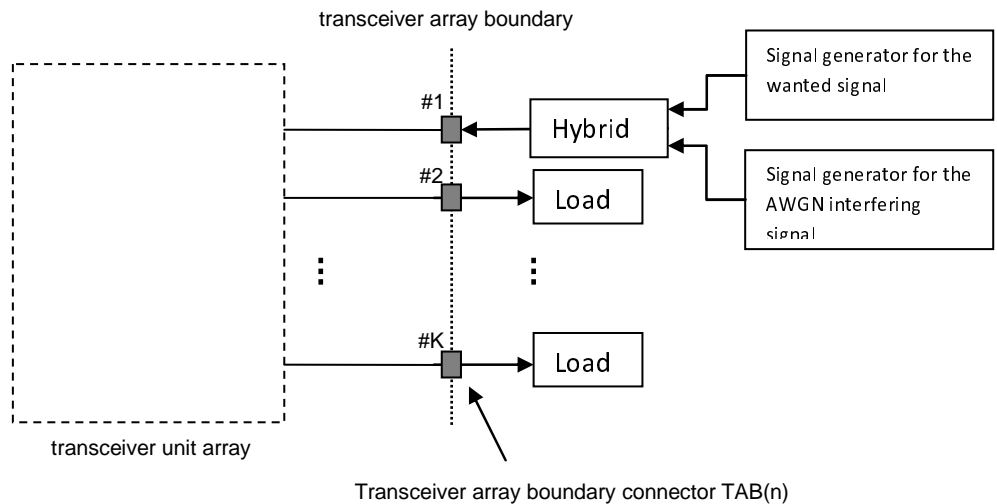 transceiver array boundary
Signal generator for the
wanted signal
#1
Hybrid
#2
Load
Signal generator for the
AWGN interfering
signal
#K
Load
transceiver unit array
Transceiver array boundary connector TAB(n)